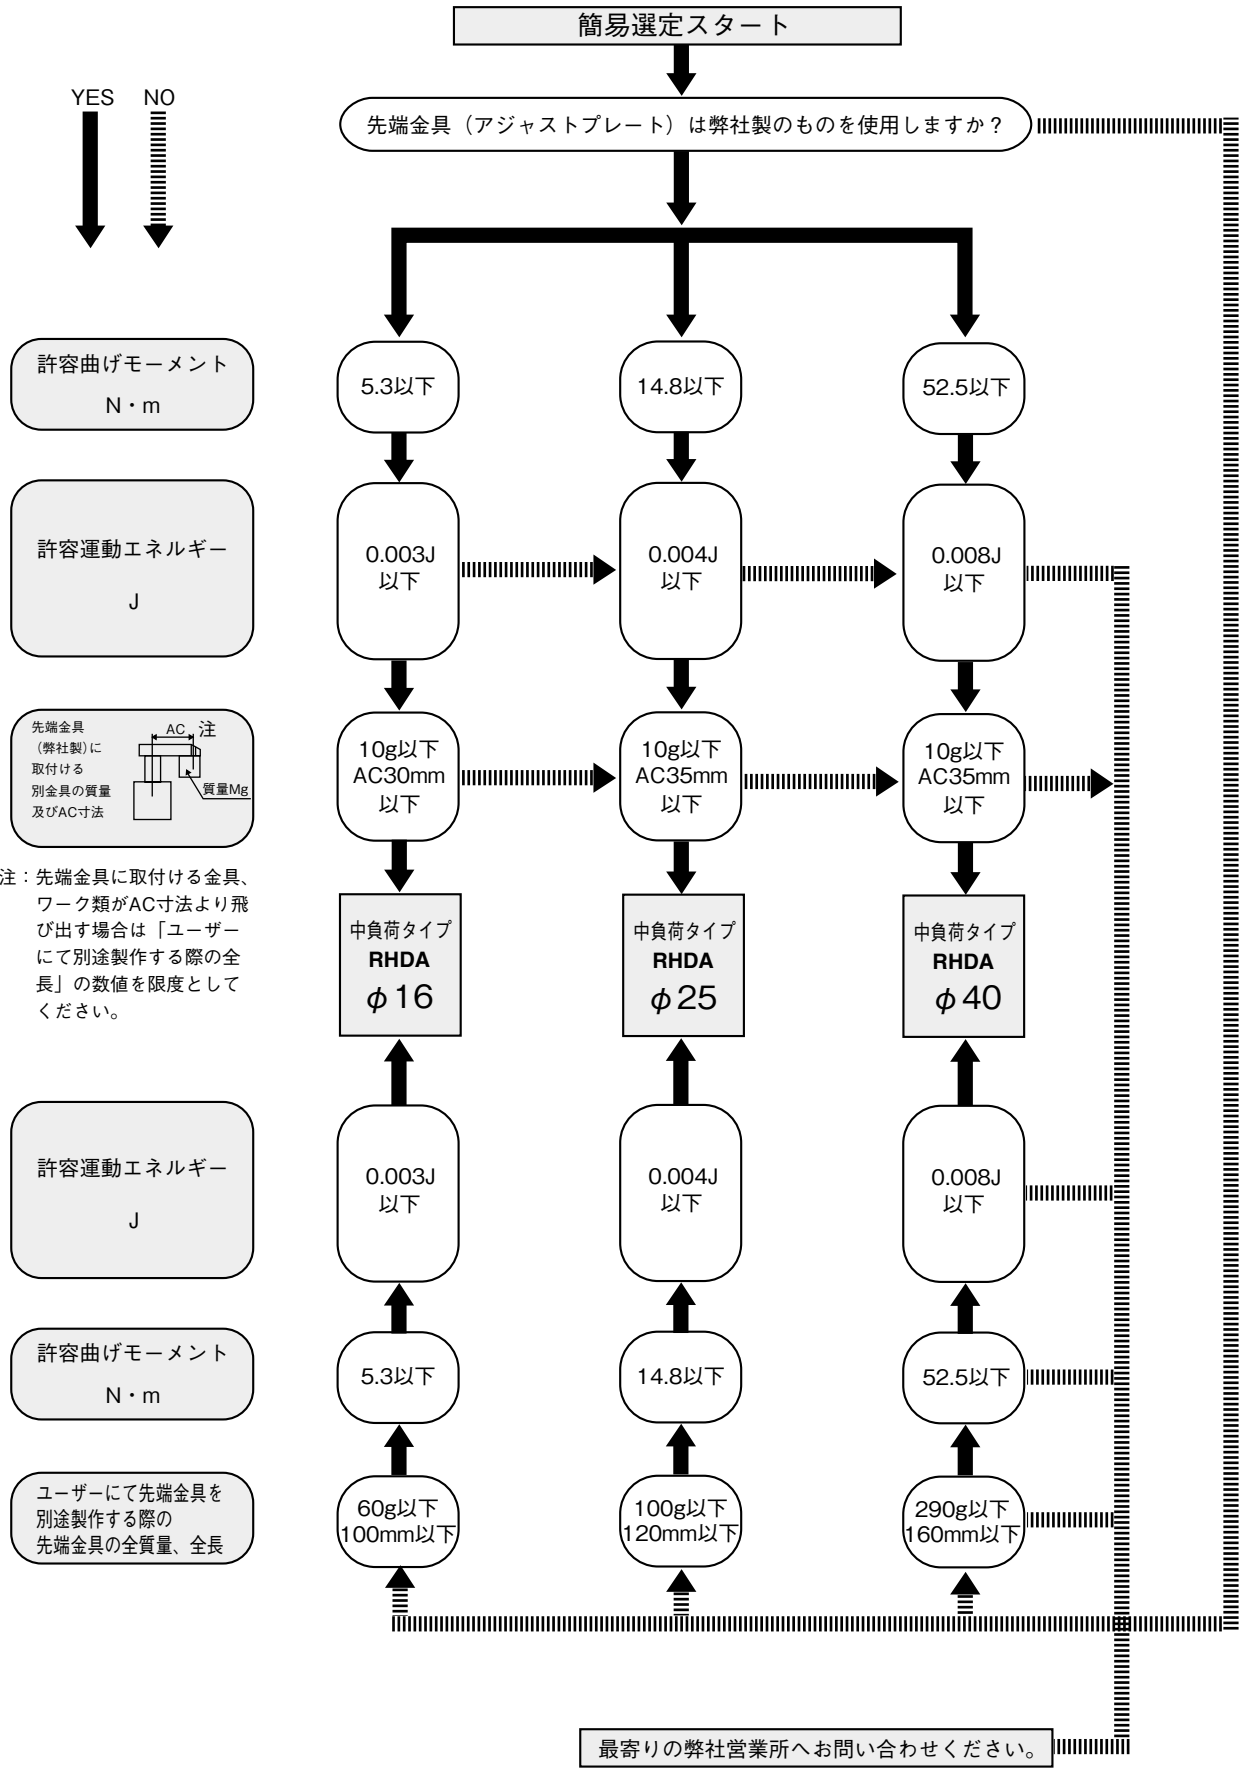 簡易選定スタート
YES NO
先端金具（アジャストプレート）は弊社製のものを使用しますか？
許容曲げモーメント
N・m
5.3以下
14.8以下
52.5以下
許容運動エネルギー
J
0.003J
以下
0.004J
以下
0.008J
以下
先端金具
（弊社製）に
取付ける
別金具の質量
及びAC寸法
AC 注
質量Mg
10g以下
AC30mm
以下
10g以下
AC35mm
以下
10g以下
AC35mm
以下
注：先端金具に取付ける金具、
ワーク類がAC寸法より飛
び出す場合は「ユーザー
にて別途製作する際の全
長」の数値を限度として
ください。
中負荷タイプ
RHDA
φ16
中負荷タイプ
RHDA
φ25
中負荷タイプ
RHDA
φ40
許容運動エネルギー
J
0.003J
以下
0.004J
以下
0.008J
以下
許容曲げモーメント
N・m
5.3以下
14.8以下
52.5以下
ユーザーにて先端金具を
別途製作する際の
先端金具の全質量、全長
60g以下
100mm以下
100g以下
120mm以下
290g以下
160mm以下
最寄りの弊社営業所へお問い合わせください。